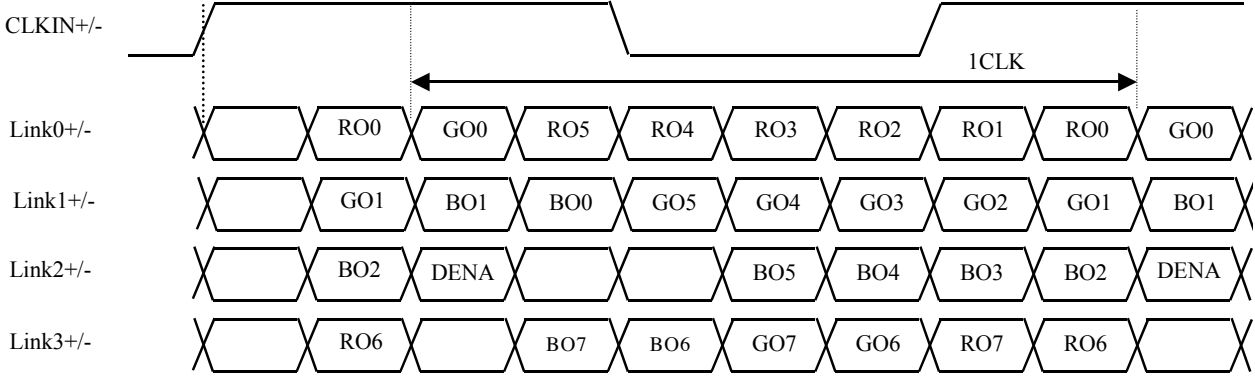 CLKIN+/-
1CLK
Link0+/- RO0 GO0 RO5 RO4 RO3 RO2 RO1 RO0 GO0
Link1+/- GO1 BO1 BO0 GO5 GO4 GO3 GO2 GO1 BO1
Link2+/- BO2 DENA BO5 BO4 BO3 BO2 DENA
Link3+/- RO6 BO7 BO6 GO7 GO6 RO7 RO6